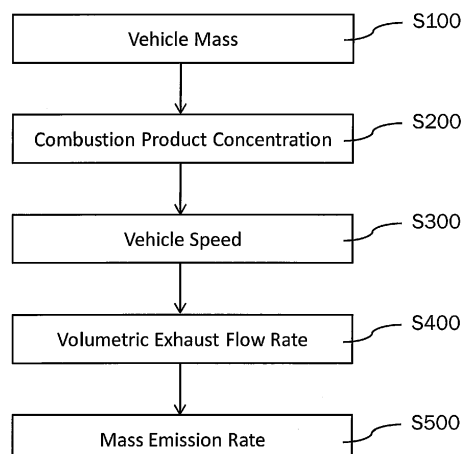 Vehicle Mass
S100
Combustion Product Concentration
S200
Vehicle Speed
S300
Volumetric Exhaust Flow Rate
S400
Mass Emission Rate
S500